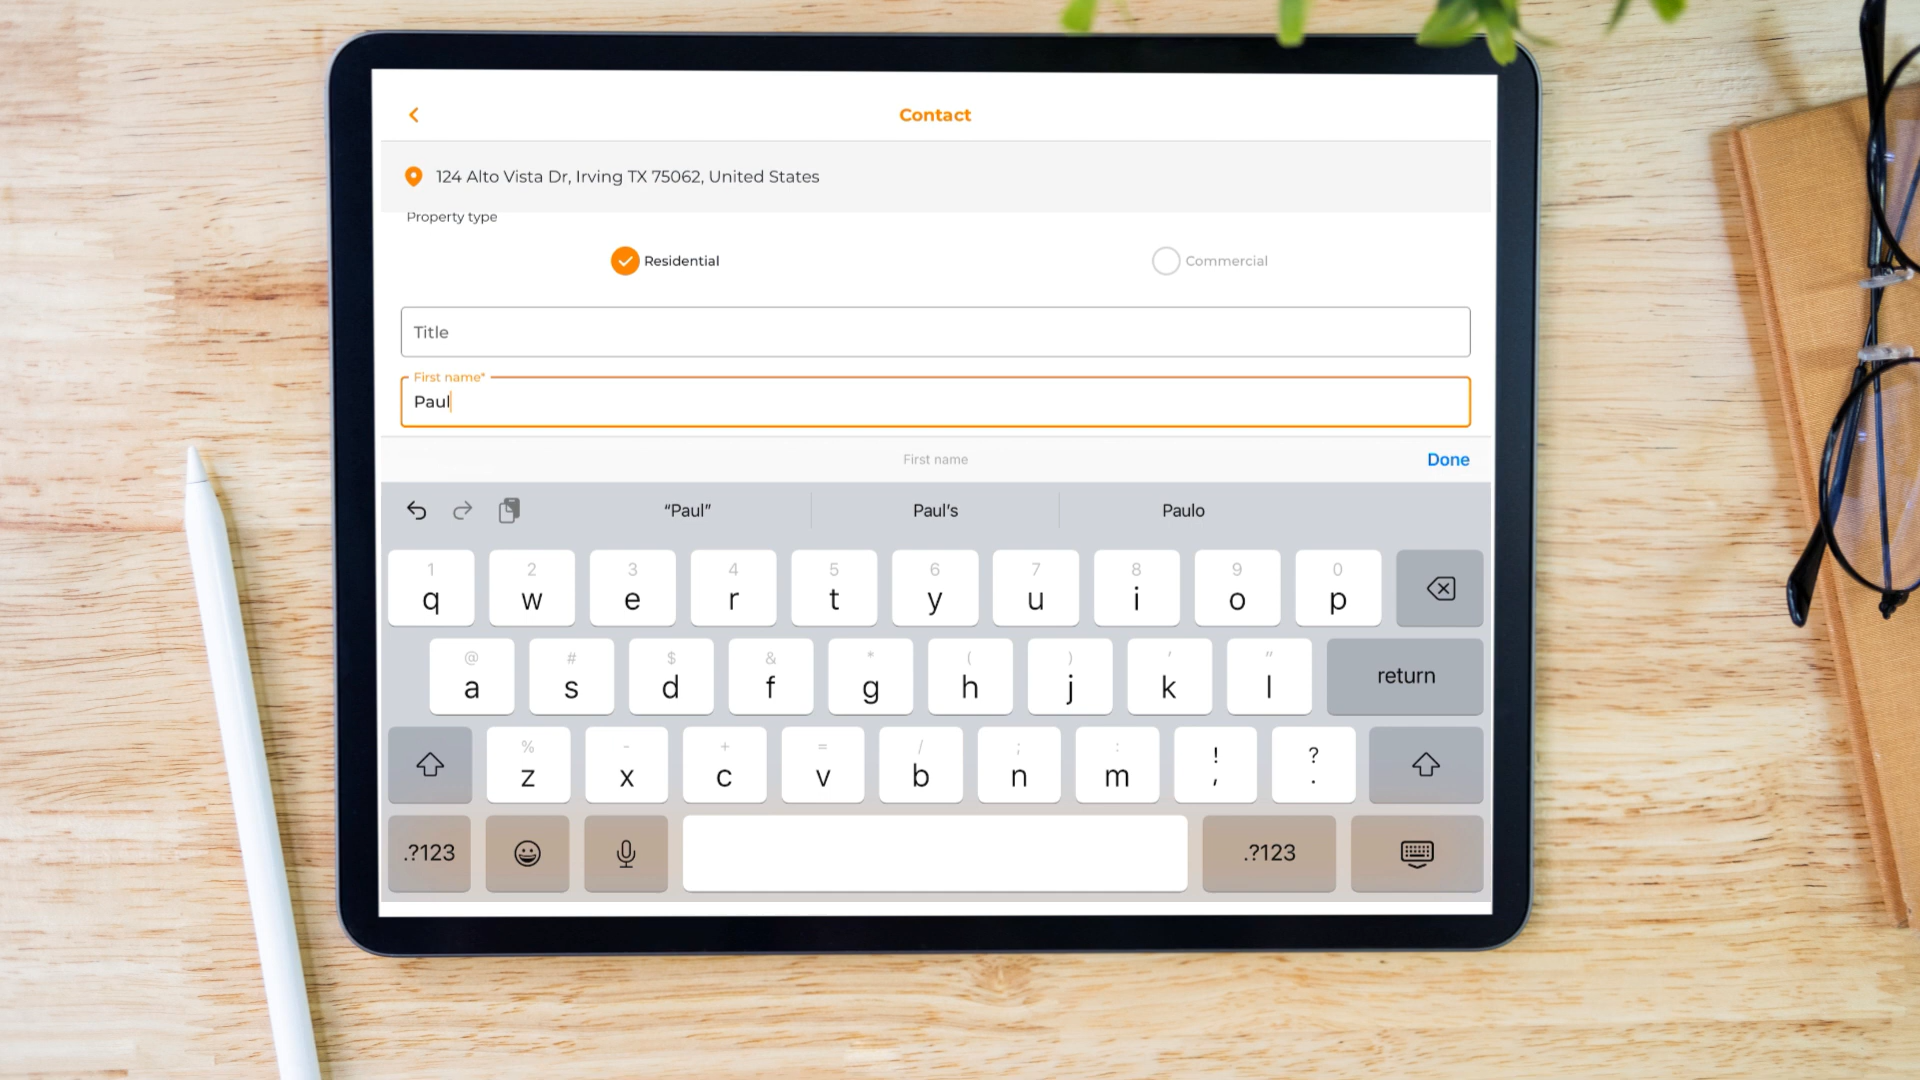 Contact
124 Alto Vista Dr, Irving TX 75062, United States
Property type
Residential
Commercial
Title
First name*
Paul
First name
Done
“Paul”
Paul’s
Paulo
1 2 3 4 5 6 7 8 9 0
q w e r t y u i o p
@ # $ & * ( ) ' "
a s d f g h j k l return
% - + = / ; : ! ?
z x c v b n m , .
.?123 .?123